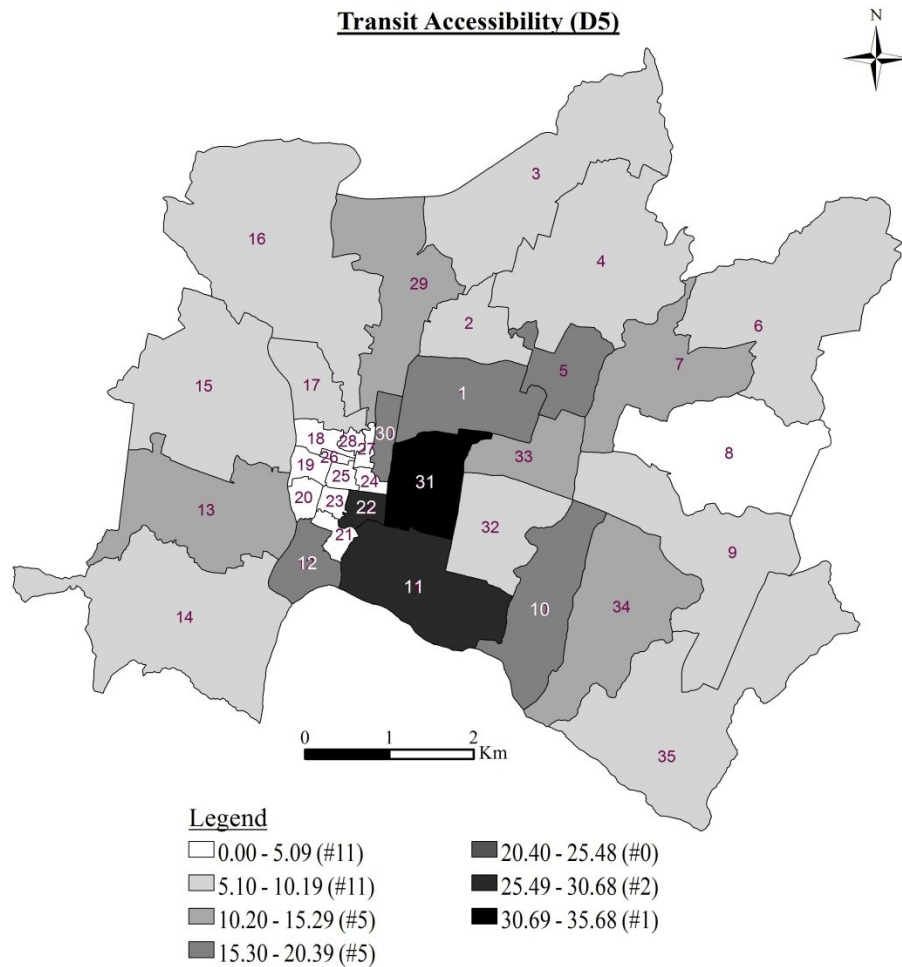 Transit Accessibility (D5)
N
3
16
4
29
2
6
7
5
15
17
1
30
18
28
27
26
33
8
19
25
24
31
20
23
22
13
32
21
9
12
11
10
34
14
35
0 1 2
Km
Legend
0.00 - 5.09 (#11)
5.10 - 10.19 (#11)
10.20 - 15.29 (#5)
15.30 - 20.39 (#5)
20.40 - 25.48 (#0)
25.49 - 30.68 (#2)
30.69 - 35.68 (#1)